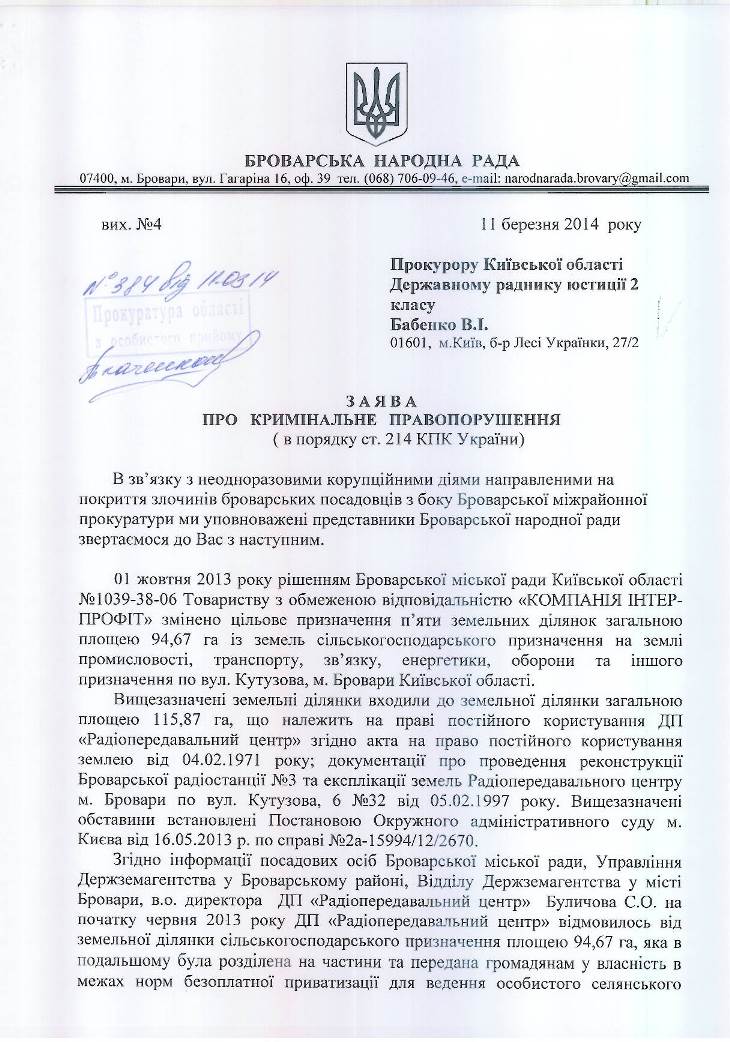 БРОВАРСЬКА НАРОДНА РАДА
07400, м. Бровари, вул. Гагаріна 16, оф. 39 тел. (068) 706-09-46, e-mail: narodnarada.brovary@gmail.com
вих. №4 11 березня 2014 року
№384 від 11.03.14
Прокуратура області
з особистого прийому
Прокурору Київської області
Державному раднику юстиції 2
класу
Бабенко В.І.
01601, м.Київ, б-р Лесі Українки, 27/2
З А Я В А
ПРО КРИМІНАЛЬНЕ ПРАВОПОРУШЕННЯ
( в порядку ст. 214 КПК України)
В зв’язку з неодноразовими корупційними діями направленими на
покриття злочинів броварських посадовців з боку Броварської міжрайонної
прокуратури ми уповноважені представники Броварської народної ради
звертаємося до Вас з наступним.
01 жовтня 2013 року рішенням Броварської міської ради Київської області
№1039-38-06 Товариству з обмеженою відповідальністю «КОМПАНІЯ ІНТЕР-
ПРОФІТ» змінено цільове призначення п’яти земельних ділянок загальною
площею 94,67 га із земель сільськогосподарського призначення на землі
промисловості, транспорту, зв’язку, енергетики, оборони та іншого
призначення по вул. Кутузова, м. Бровари Київської області.
Вищезазначені земельні ділянки входили до земельної ділянки загальною
площею 115,87 га, що належить на праві постійного користування ДП
«Радіопередавальний центр» згідно акта на право постійного користування
землею від 04.02.1971 року; документації про проведення реконструкції
Броварської радіостанції №3 та експлікації земель Радіопередавального центру
м. Бровари по вул. Кутузова, 6 №32 від 05.02.1997 року. Вищезазначені
обставини встановлені Постановою Окружного адміністративного суду м.
Києва від 16.05.2013 р. по справі №2а-15994/12/2670.
Згідно інформації посадових осіб Броварської міської ради, Управління
Держземагентства у Броварському районі, Відділу Держземагентства у місті
Бровари, в.о. директора ДП «Радіопередавальний центр» Буличова С.О. на
початку червня 2013 року ДП «Радіопередавальний центр» відмовилось від
земельної ділянки сільськогосподарського призначення площею 94,67 га, яка в
подальшому була розділена на частини та передана громадянам у власність в
межах норм безоплатної приватизації для ведення особистого селянського